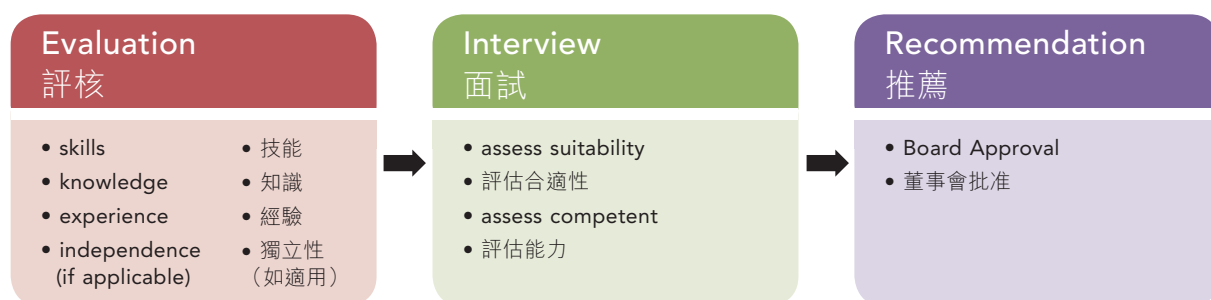 Evaluation
評核
• skills
• knowledge
• experience
• independence
(if applicable)
• 技能
• 知識
• 經驗
• 獨立性
（如適用）
Interview
面試
• assess suitability
• 評估合適性
• assess competent
• 評估能力
Recommendation
推薦
• Board Approval
• 董事會批准